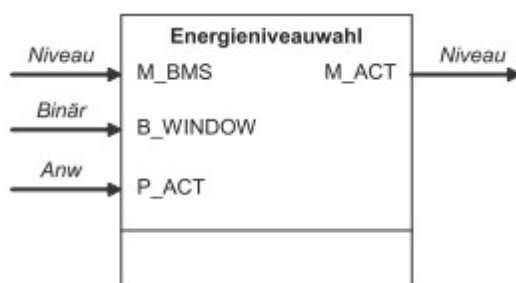 Energieniveauwahl
Niveau M_BMS M_ACT Niveau
Binär B_WINDOW
Anw P_ACT